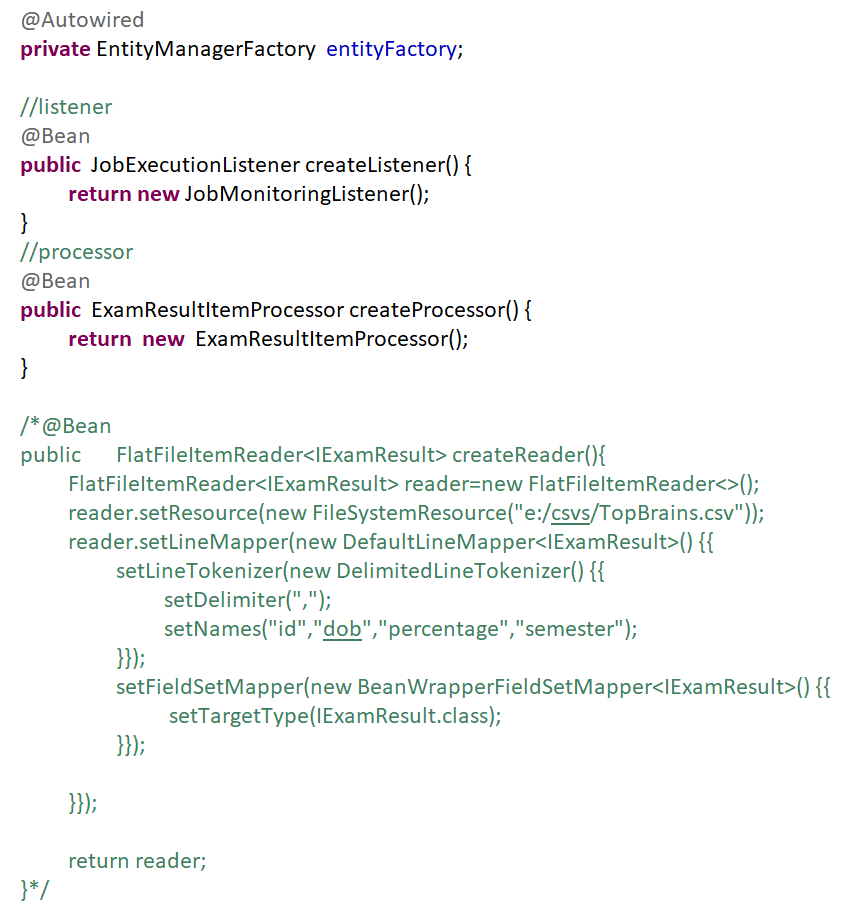 @Autowired
private EntityManagerFactory  entityFactory;
//listener
@Bean
public  JobExecutionListener createListener() {
return new JobMonitoringListener();
}
//processor
@Bean
public  ExamResultItemProcessor createProcessor() {
return  new  ExamResultItemProcessor();
}
/*@Bean
public    FlatFileItemReader<IExamResult> createReader(){
FlatFileItemReader<IExamResult> reader=new FlatFileItemReader<>();
reader.setResource(new FileSystemResource("e:/csvs/TopBrains.csv"));
reader.setLineMapper(new DefaultLineMapper<IExamResult>() {{
setLineTokenizer(new DelimitedLineTokenizer() {{
setDelimiter(",");
setNames("id","dob","percentage","semester");
}});
setFieldSetMapper(new BeanWrapperFieldSetMapper<IExamResult>() {{
setTargetType(IExamResult.class);
}});
}});
return reader;
}*/